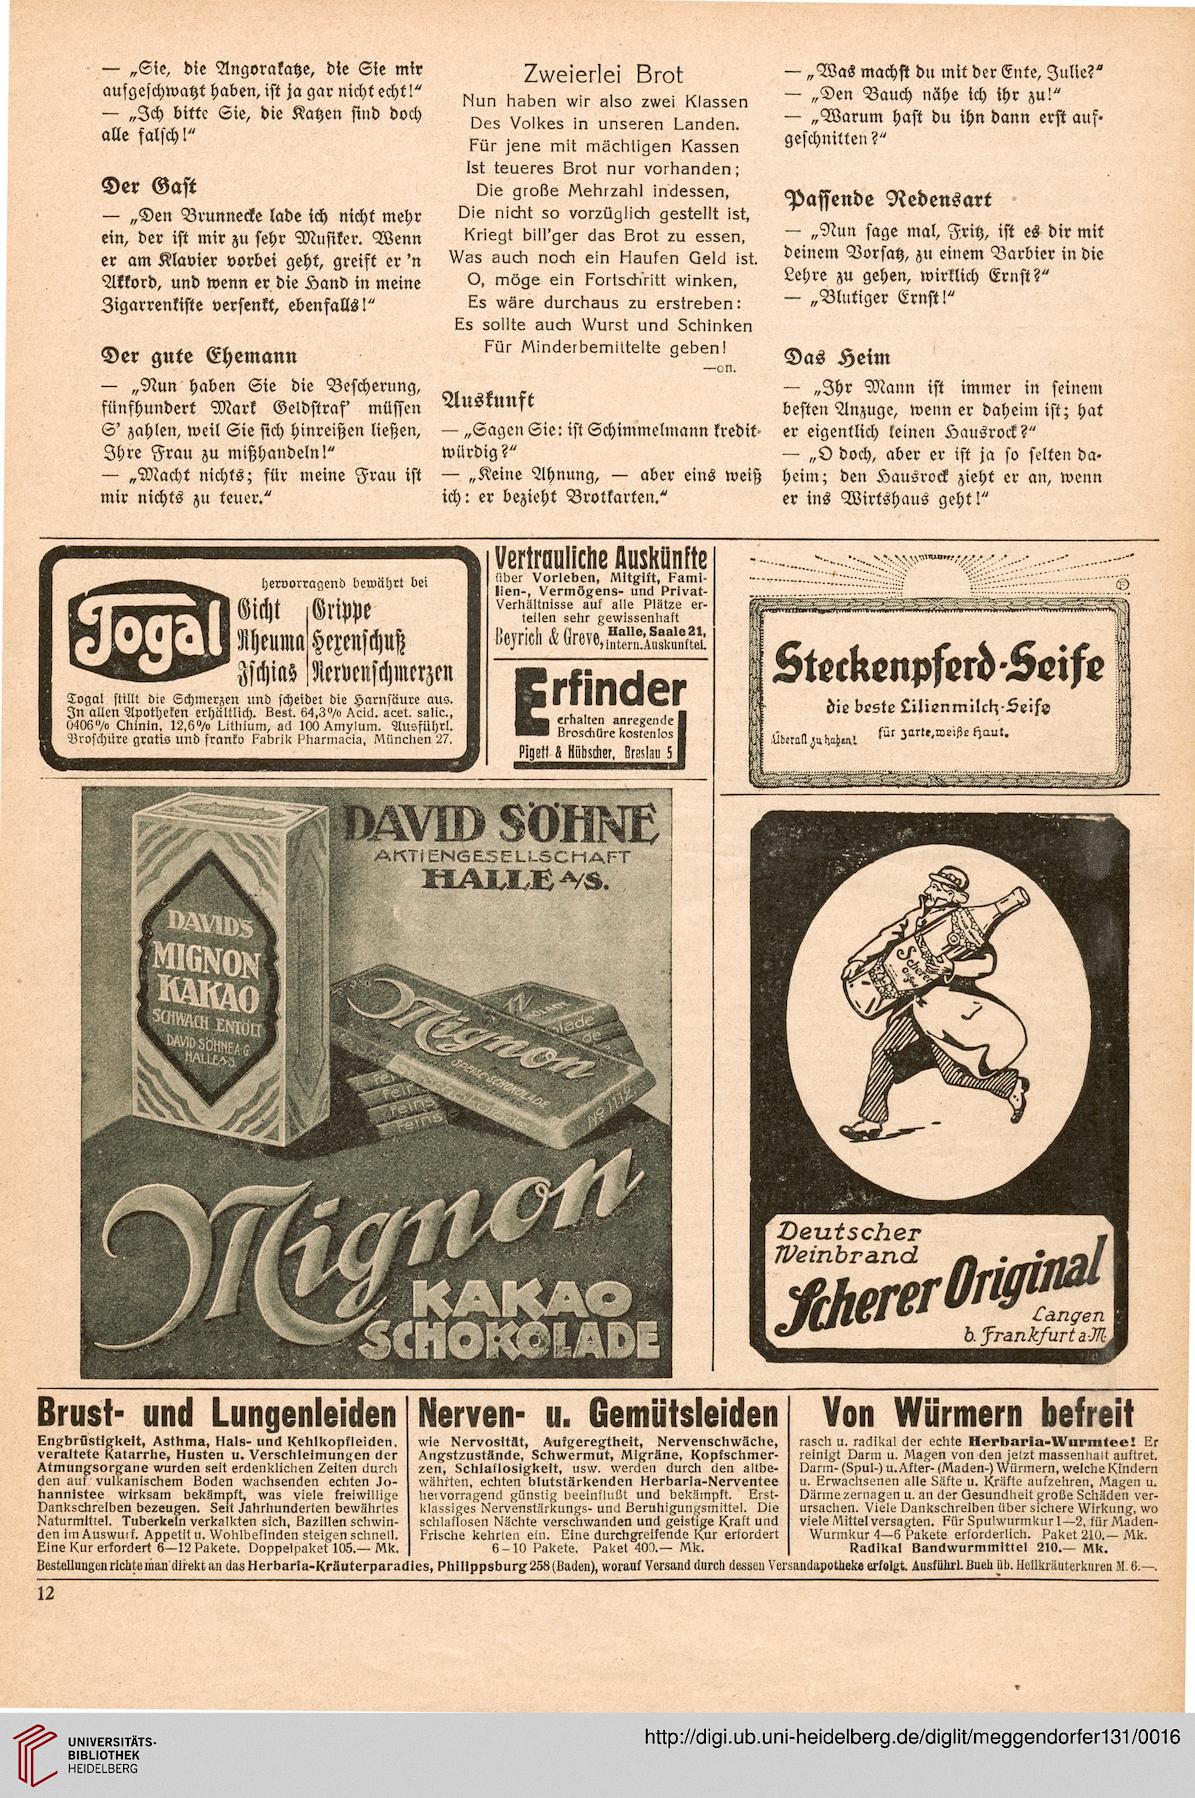 — „Sie, die Angorakatze, die Sie mir
aufgeschwatzt haben, ist ja gar nicht echt!“
— „Ich bitte Sie, die Katzen sind doch
alle falsch!“
Der Gast
— „Den Brunnecke lade ich nicht mehr
ein, der ist mir zu sehr Musiker. Wenn
er am Klavier vorbei geht, greift er 'n
Akkord, und wenn er die Hand in meine
Zigarrenkiste versenkt, ebenfalls!“
Der gute Ehemann
— „Nun haben Sie die Bescherung,
fünfhundert Mark Geldstraf' müssen
S' zahlen, weil Sie sich hinreißen ließen,
Ihre Frau zu mißhandeln!“
— „Macht nichts; für meine Frau ist
mir nichts zu teuer.“
Zweierlei Brot
Nun haben wir also zwei Klassen
Des Volkes in unseren Landen.
Für jene mit mächtigen Kassen
Ist teueres Brot nur vorhanden;
Die große Mehrzahl indessen,
Die nicht so vorzüglich gestellt ist,
Kriegt bill'ger das Brot zu essen,
Was auch noch ein Haufen Geld ist.
O, möge ein Fortschritt winken,
Es wäre durchaus zu erstreben:
Es sollte auch Wurst und Schinken
Für Minderbemittelte geben!
—on.
Auskunft
— „Sagen Sie: ist Schimmelmann kredit-
würdig?“
— „Keine Ahnung, — aber eins weiß
ich: er bezieht Brotkarten.“
— „Was machst du mit der Ente, Julie?“
— „Den Bauch nähe ich ihr zu!“
— „Warum hast du ihn dann erst auf-
geschnitten?“
Passende Redensart
— „Nun sage mal, Fritz, ist es dir mit
deinem Vorsatz, zu einem Barbier in die
Lehre zu gehen, wirklich Ernst?“
— „Blutiger Ernst!“
Das Heim
— „Ihr Mann ist immer in seinem
besten Anzuge, wenn er daheim ist; hat
er eigentlich keinen Hausrock?“
— „O doch, aber er ist ja so selten da-
heim; den Hausrock zieht er an, wenn
er ins Wirtshaus geht!“
Togal
hervorragend bewährt bei
Gicht Grippe
Rheuma Hexenschuß
Ischias Nervenschmerzen
Togal stillt die Schmerzen und scheidet die Harnsäure aus.
In allen Apotheken erhältlich. Best. 64,3% Acid. acet. salic.,
0406% Chinin, 12,6% Lithium, ad 100 Amylum. Ausführl.
Broschüre gratis und franko Fabrik Pharmacia, München 27.
Vertrauliche Auskünfte
über Vorleben, Mitgift, Fami-
lien-, Vermögens- und Privat-
Verhältnisse auf alle Plätze er-
teilen sehr gewissenhaft
Beyrich & Greve, Halle, Saale 21,
intern. Auskunftei.
Erfinder
erhalten anregende
Broschüre kostenlos
Pigett & Hübscher, Breslau 5
Steckenpferd-Seife
die beste Lilienmilch-Seife
für zarte, weiße Haut.
Überall zu haben!
DAVID SÖHNE
AKTIENGESELLSCHAFT
HALLE A/S.
DAVID'S
MIGNON
KAKAO
SCHWACH ENTÖLT
DAVID SÖHNE A-G
HALLE A/S
Mignon
SPEISE-SCHOKOLADE
No 1112
Mignon
KAKAO
SCHOKOLADE
Scherer
Original
Deutscher
Weinbrand
Scherer Original
Langen
b. Frankfurt a-M
Brust- und Lungenleiden
Engbrüstigkeit, Asthma, Hals- und Kehlkopfleiden,
veraltete Katarrhe, Husten u. Verschleimungen der
Atmungsorgane wurden seit erdenklichen Zeiten durch
den auf vulkanischem Boden wachsenden echten Jo-
hannistee wirksam bekämpft, was viele freiwillige
Dankschreiben bezeugen. Seit Jahrhunderten bewährtes
Naturmittel. Tuberkeln verkalkten sich, Bazillen schwin-
den im Auswurf. Appetit u. Wohlbefinden steigen schnell.
Eine Kur erfordert 6—12 Pakete. Doppelpaket 105.— Mk.
Nerven- u. Gemütsleiden
wie Nervosität, Aufgeregtheit, Nervenschwäche,
Angstzustände, Schwermut, Migräne, Kopfschmer-
zen, Schlaflosigkeit, usw. werden durch den altbe-
währten, echten blutstärkenden Herbaria-Nerventee
hervorragend günstig beeinflußt und bekämpft. Erst-
klassiges Nervenstärkungs- und Beruhigungsmittel. Die
schlaflosen Nächte verschwanden und geistige Kraft und
Frische kehrten ein. Eine durchgreifende Kur erfordert
6-10 Pakete. Paket 400.— Mk.
Von Würmern befreit
rasch u. radikal der echte Herbaria-Wurmtee! Er
reinigt Darm u. Magen von den jetzt massenhaft auftret.
Darm- (Spul-) u. After- (Maden-) Würmern, welche Kindern
u. Erwachsenen alle Säfte u. Kräfte aufzehren, Magen u.
Därme zernagen u. an der Gesundheit große Schäden ver-
ursachen. Viele Dankschreiben über sichere Wirkung, wo
viele Mittel versagten. Für Spulwurmkur 1—2, für Maden-
Wurmkur 4—6 Pakete erforderlich. Paket 210.— Mk.
Radikal Bandwurmmittel 210.— Mk.
Bestellungen richte man direkt an das Herbaria-Kräuterparadies, Philippsburg 258 (Baden), worauf Versand durch dessen Versandapotheke erfolgt. Ausführl. Buch üb. Heilkräuterkuren M. 6.—.
12
UNIVERSITÄTS-
BIBLIOTHEK
HEIDELBERG
http://digi.ub.uni-heidelberg.de/diglit/meggendorfer131/0016